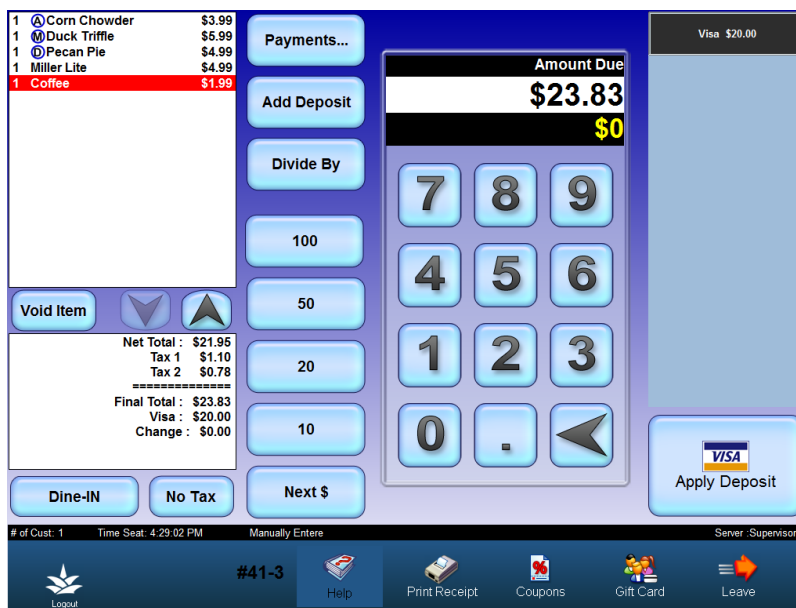 1 A Corn Chowder $3.99
1 M Duck Triffle $5.99
1 D Pecan Pie $4.99
1 Miller Lite $4.99
1 Coffee $1.99
Void Item
Net Total : $21.95
Tax 1 $1.10
Tax 2 $0.78
==============
Final Total : $23.83
Visa : $20.00
Change : $0.00
Dine-IN
No Tax
Payments...
Add Deposit
Divide By
100
50
20
10
Next $
Amount Due
$23.83
$0
7 8 9
4 5 6
1 2 3
0 .
Visa $20.00
VISA
Apply Deposit
# of Cust: 1 Time Seat: 4:29:02 PM Manually Entere Server :Supervisor
Logout
#41-3
Help
Print Receipt
%
Coupons
Gift Card
Leave